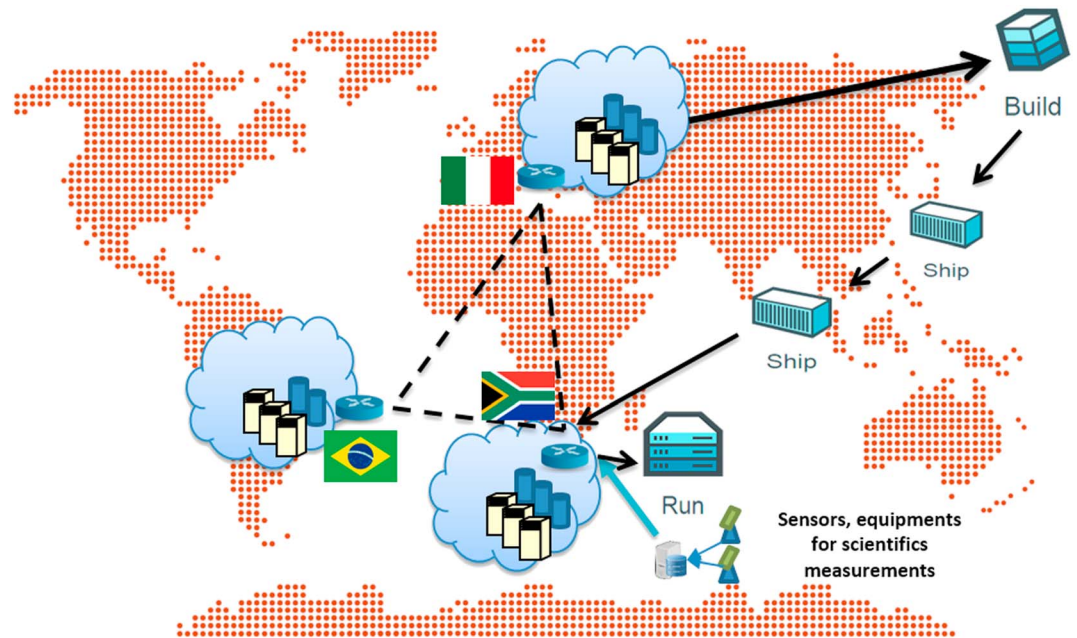 Build
Ship
Ship
Run
Sensors, equipments
for scientifics
measurements